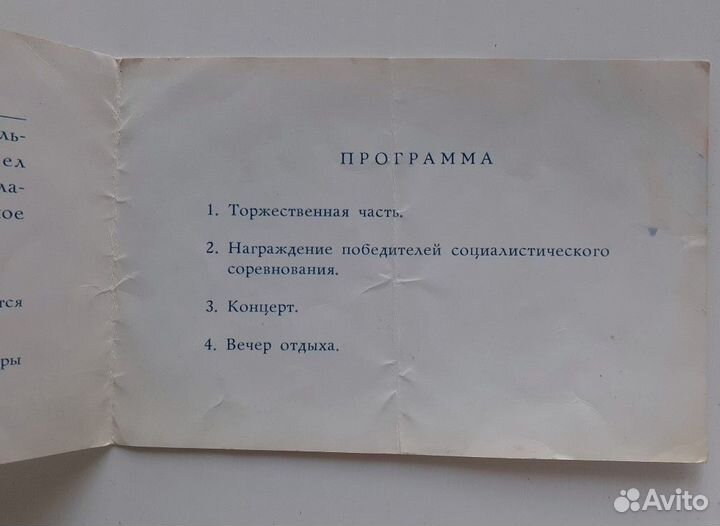 ПРОГРАММА
1. Торжественная часть.
2. Награждение победителей социалистического
соревнования.
3. Концерт.
4. Вечер отдыха.
Avito